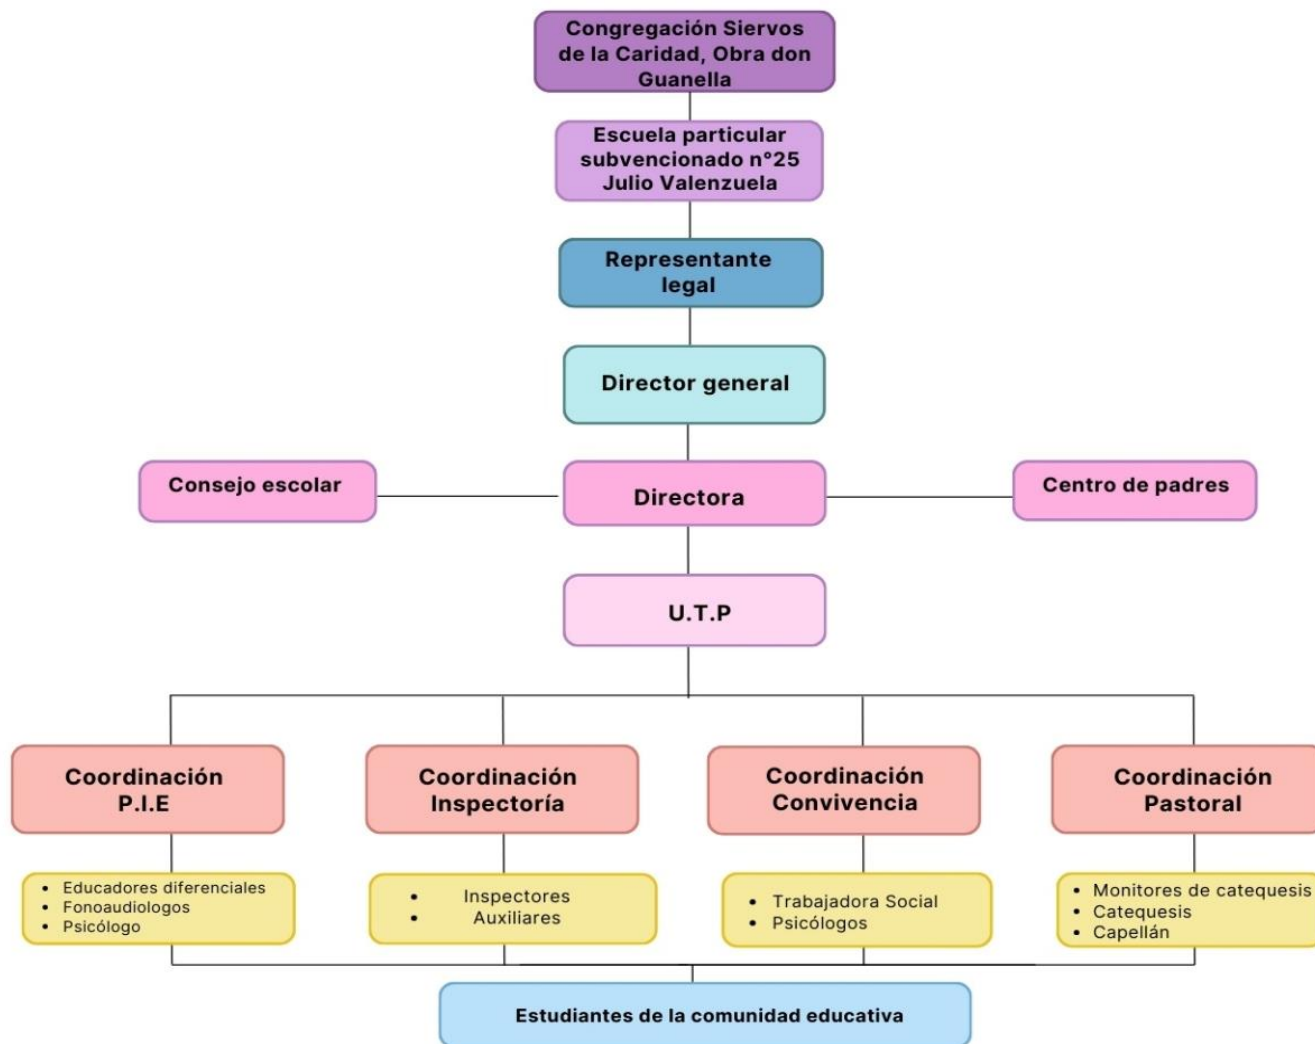 Congregación Siervos
de la Caridad, Obra don
Guanella
Escuela particular
subvencionado n°25
Julio Valenzuela
Representante
legal
Director general
Consejo escolar
Directora
Centro de padres
U.T.P
Coordinación
P.I.E
Coordinación
Inspectoría
Coordinación
Convivencia
Coordinación
Pastoral
• Educadores diferenciales
• Fonoaudiologos
• Psicólogo
• Inspectores
• Auxiliares
• Trabajadora Social
• Psicólogos
• Monitores de catequesis
• Catequesis
• Capellán
Estudiantes de la comunidad educativa